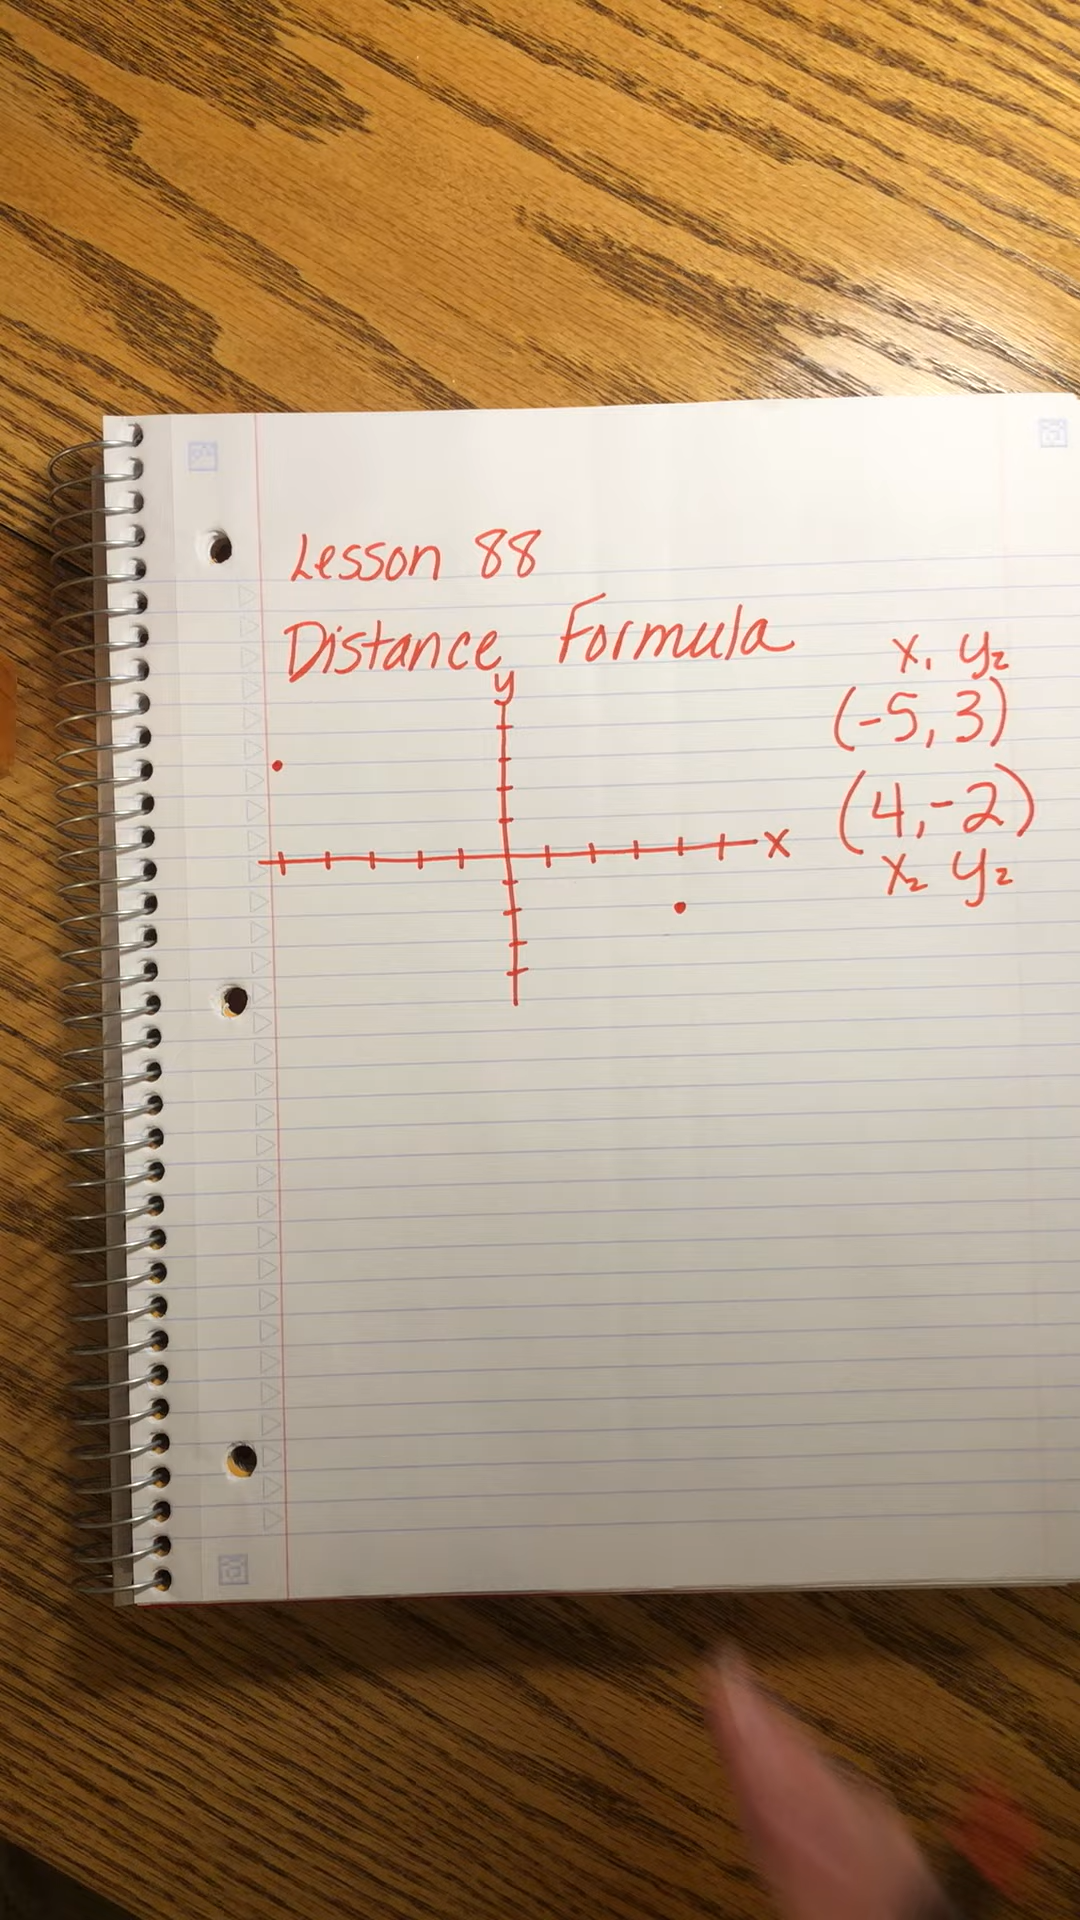 Lesson 88
Distance Formula
x₁ y₂
(-5, 3)
(4, -2)
x₂ y₂
y
x